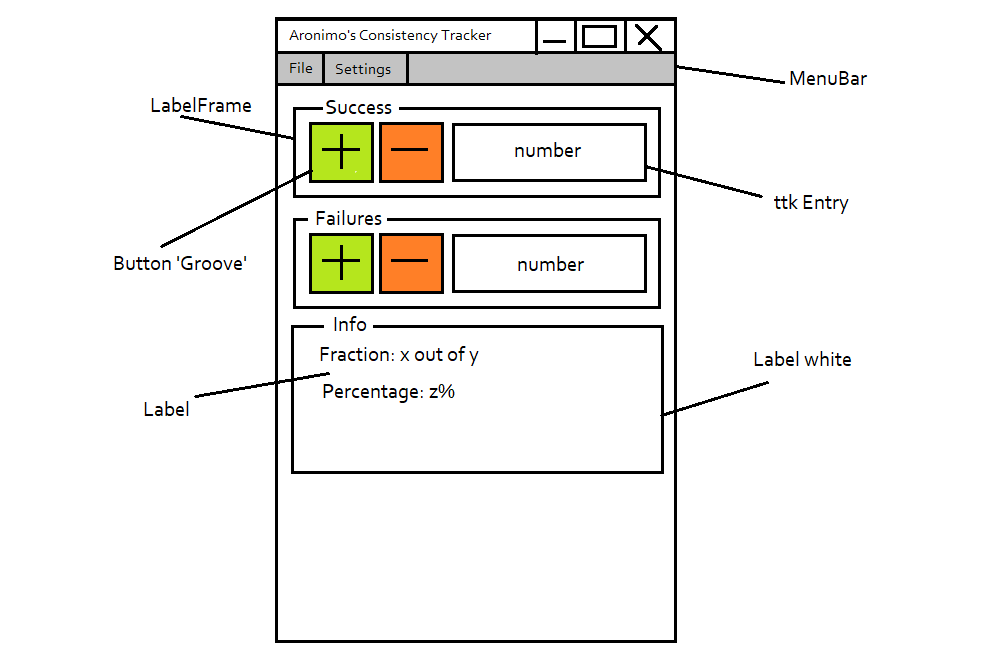 Aronimo's Consistency Tracker
File
Settings
MenuBar
LabelFrame
Success
number
ttk Entry
Failures
Button 'Groove'
number
Info
Fraction: x out of y
Label white
Percentage: z%
Label